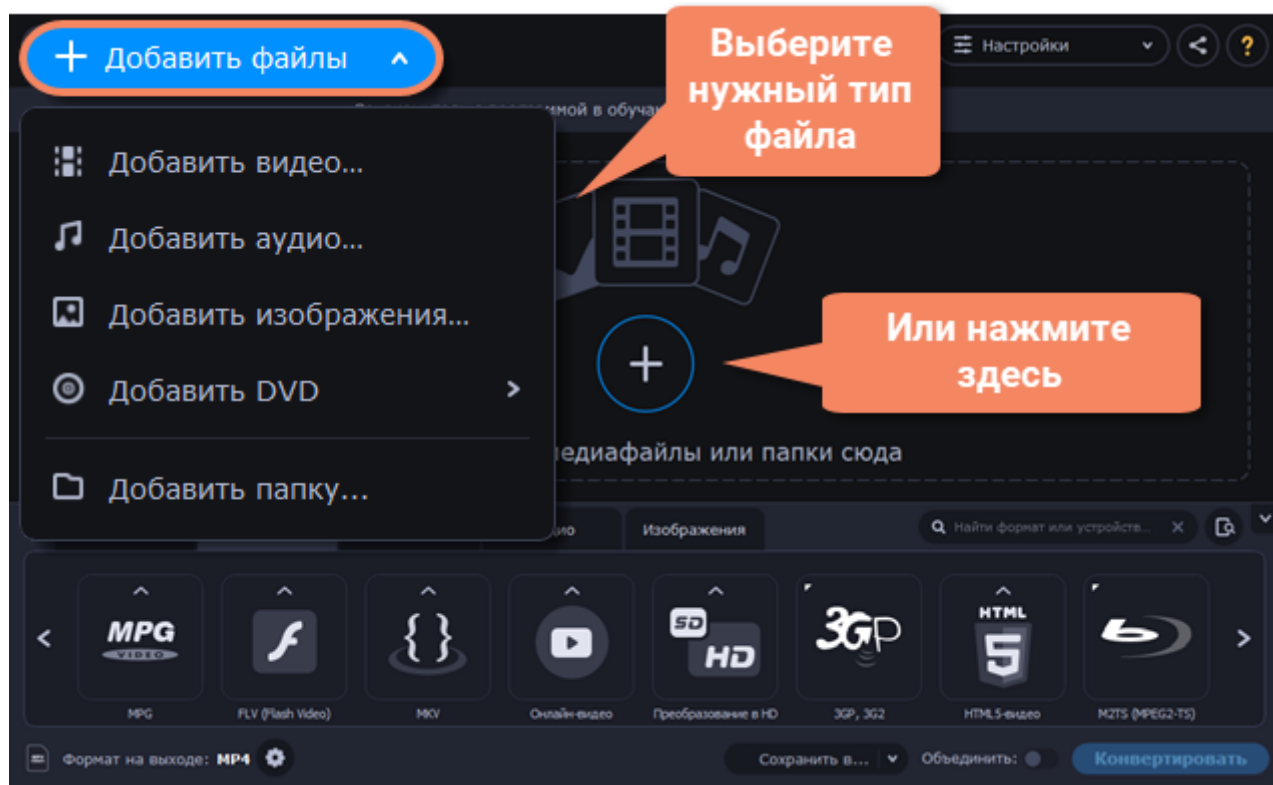 Добавить файлы
Выберите
нужный тип
файла
Настройки
?
Добавить видео...
Добавить аудио...
Добавить изображения...
Добавить DVD
Добавить папку...
Или нажмите
здесь
или папки сюда
Изображения
Найти формат или устройств...
MPG
VIDEO
SD
HD
3GP
HTML
5
MPG
FLV (Flash Video)
MKV
Онлайн-видео
Преобразование в HD
3GP, 3G2
HTML5-видео
M2TS (MPEG2-TS)
Формат на выходе: MP4
Сохранить в...
Объединить:
Конвертировать